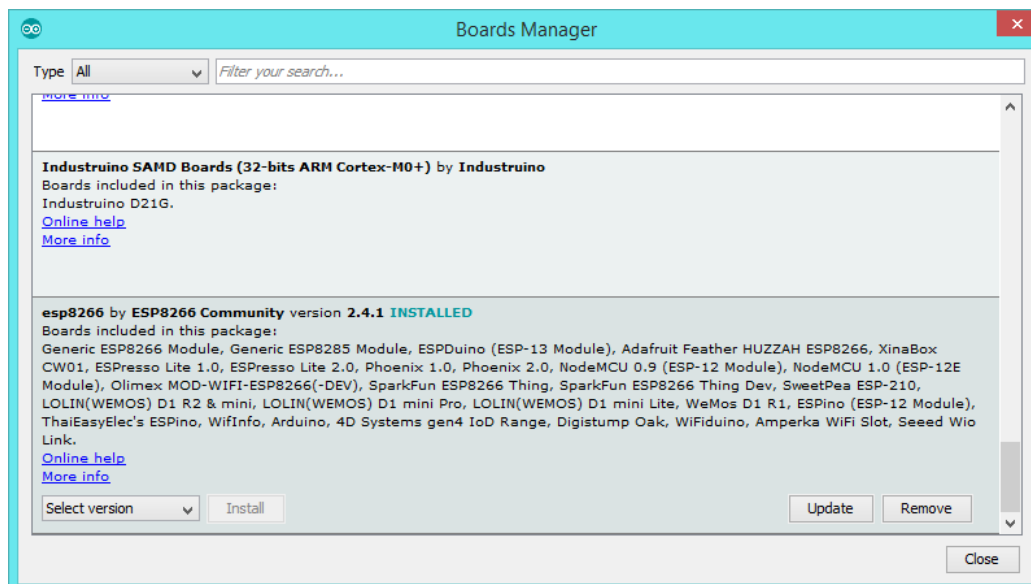 Boards Manager
Type All Filter your search...
More info
Industruino SAMD Boards (32-bits ARM Cortex-M0+) by Industruino
Boards included in this package:
Industruino D21G.
Online help
More info
esp8266 by ESP8266 Community version 2.4.1 INSTALLED
Boards included in this package:
Generic ESP8266 Module, Generic ESP8285 Module, ESPDuino (ESP-13 Module), Adafruit Feather HUZZAH ESP8266, XinaBox
CW01, ESPresso Lite 1.0, ESPresso Lite 2.0, Phoenix 1.0, Phoenix 2.0, NodeMCU 0.9 (ESP-12 Module), NodeMCU 1.0 (ESP-12E
Module), Olimex MOD-WIFI-ESP8266(-DEV), SparkFun ESP8266 Thing, SparkFun ESP8266 Thing Dev, SweetPea ESP-210,
LOLIN(WEMOS) D1 R2 & mini, LOLIN(WEMOS) D1 mini Pro, LOLIN(WEMOS) D1 mini Lite, WeMos D1 R1, ESPino (ESP-12 Module),
ThaiEasyElec's ESPino, WifInfo, Arduino, 4D Systems gen4 IoD Range, Digistump Oak, WiFiduino, Amperka WiFi Slot, Seeed Wio
Link.
Online help
More info
Select version Install Update Remove
Close